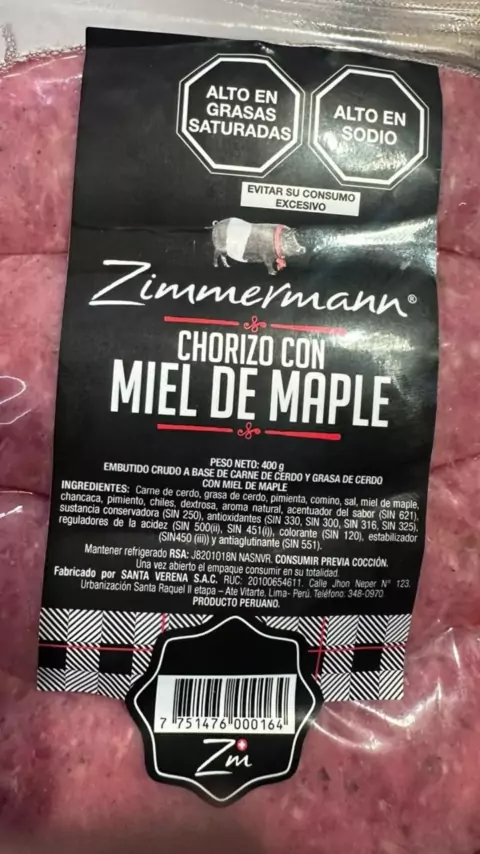 ALTO EN
GRASAS
SATURADAS
ALTO EN
SODIO
EVITAR SU CONSUMO
EXCESIVO
Zimmermann®
CHORIZO CON
MIEL DE MAPLE
PESO NETO: 400 g
EMBUTIDO CRUDO A BASE DE CARNE DE CERDO Y GRASA DE CERDO
CON MIEL DE MAPLE
INGREDIENTES: Carne de cerdo, grasa de cerdo, pimienta, comino, sal, miel de maple,
chancaca, pimiento, chiles, dextrosa, aroma natural, acentuador del sabor (SIN 621),
sustancia conservadora (SIN 250), antioxidantes (SIN 330, SIN 300, SIN 316, SIN 325),
reguladores de la acidez (SIN 500(ii), SIN 451(i)), colorante (SIN 120), estabilizador
(SIN450 (iii)) y antiaglutinante (SIN 551).
Mantener refrigerado RSA: J8201018N NASNVR. CONSUMIR PREVIA COCCIÓN.
Una vez abierto el empaque consumir en su totalidad
Fabricado por SANTA VERENA S.A.C. RUC: 20100654611. Calle Jhon Neper N° 123.
Urbanización Santa Raquel II etapa – Ate Vitarte. Lima- Perú. Teléfono: 348-0970
PRODUCTO PERUANO.
7 751476 000164
Zm